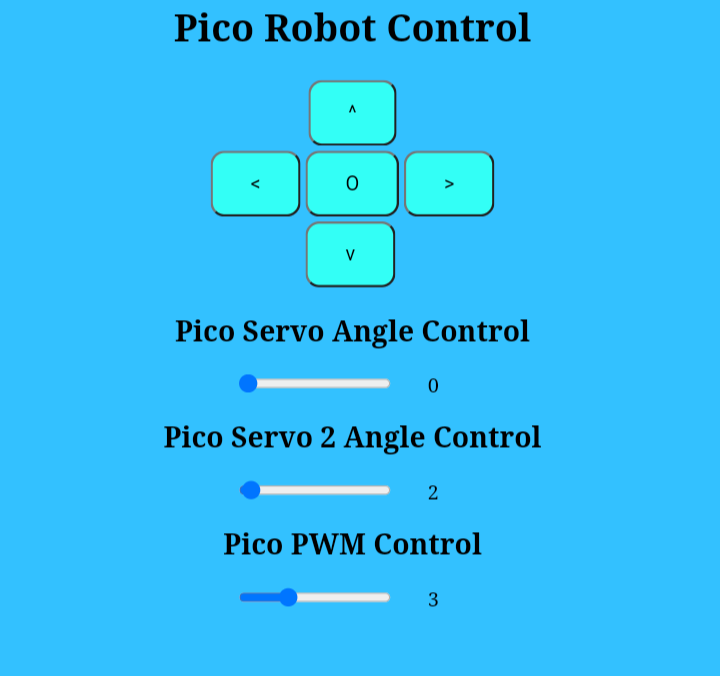 Pico Robot Control
^
< O >
v
Pico Servo Angle Control
0
Pico Servo 2 Angle Control
2
Pico PWM Control
3